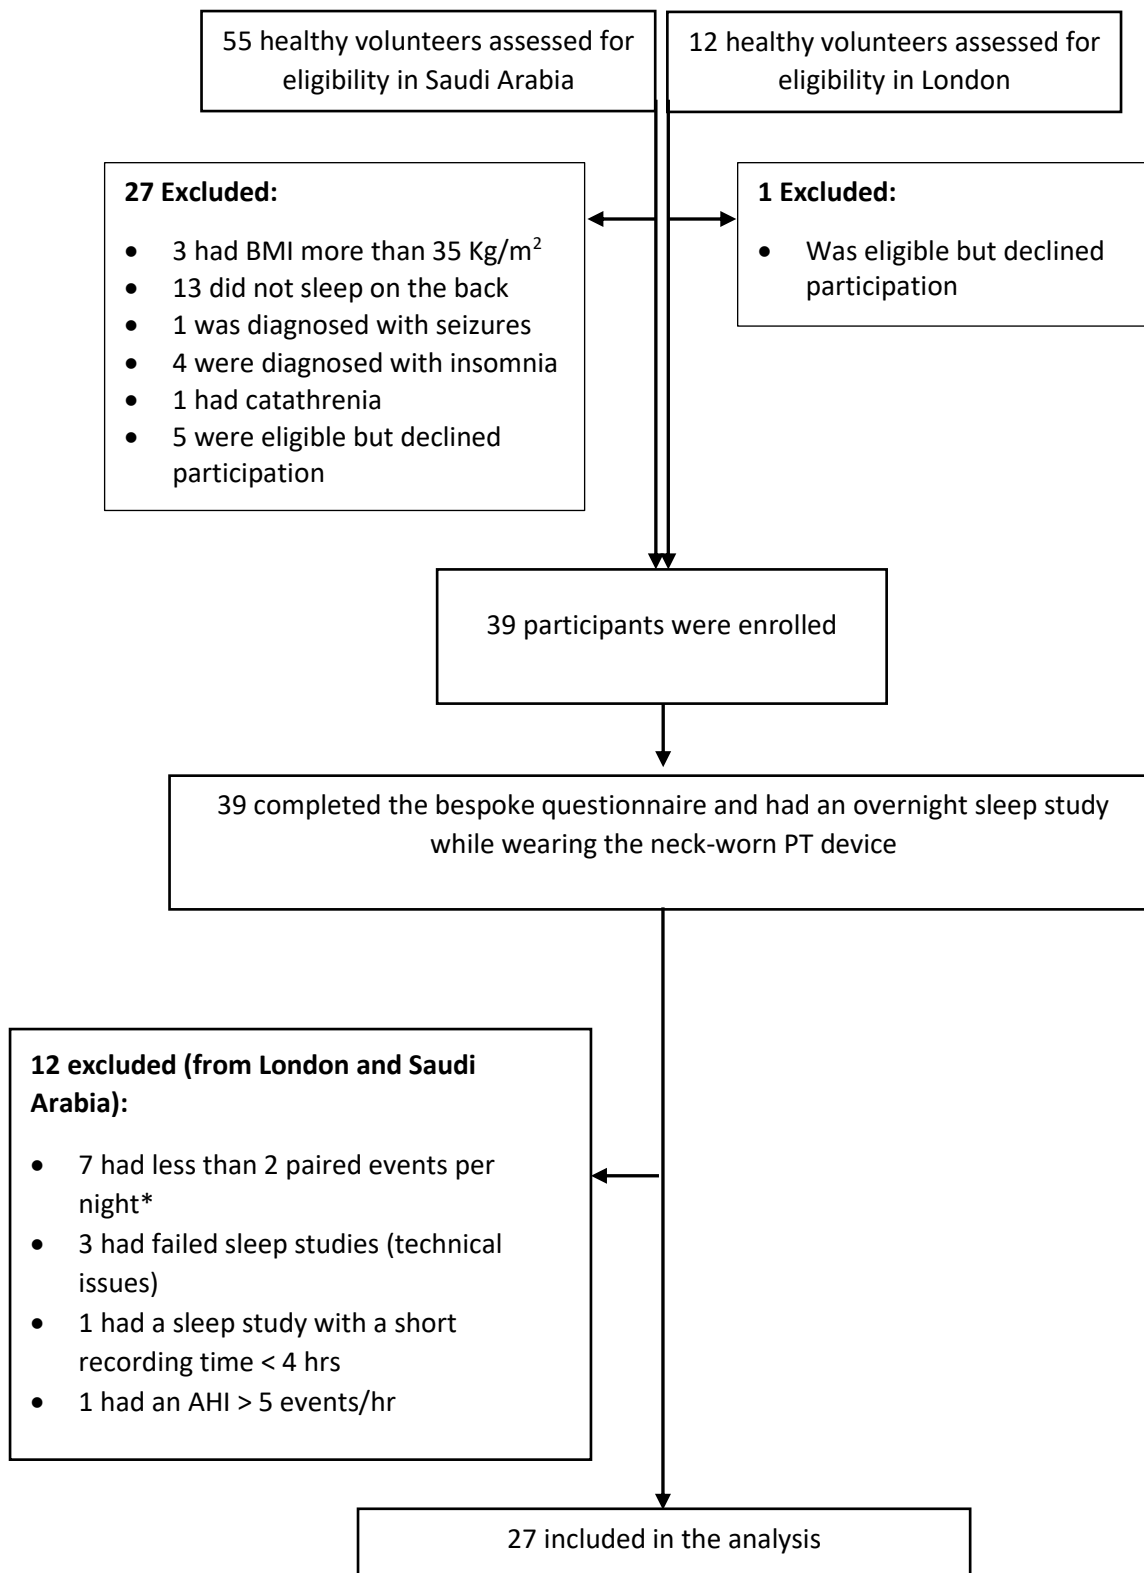 55 healthy volunteers assessed for
eligibility in Saudi Arabia
12 healthy volunteers assessed for
eligibility in London
27 Excluded:
• 3 had BMI more than 35 Kg/m²
• 13 did not sleep on the back
• 1 was diagnosed with seizures
• 4 were diagnosed with insomnia
• 1 had catathrenia
• 5 were eligible but declined
participation
1 Excluded:
• Was eligible but declined
participation
39 participants were enrolled
39 completed the bespoke questionnaire and had an overnight sleep study
while wearing the neck-worn PT device
12 excluded (from London and Saudi
Arabia):
• 7 had less than 2 paired events per
night*
• 3 had failed sleep studies (technical
issues)
• 1 had a sleep study with a short
recording time < 4 hrs
• 1 had an AHI > 5 events/hr
27 included in the analysis